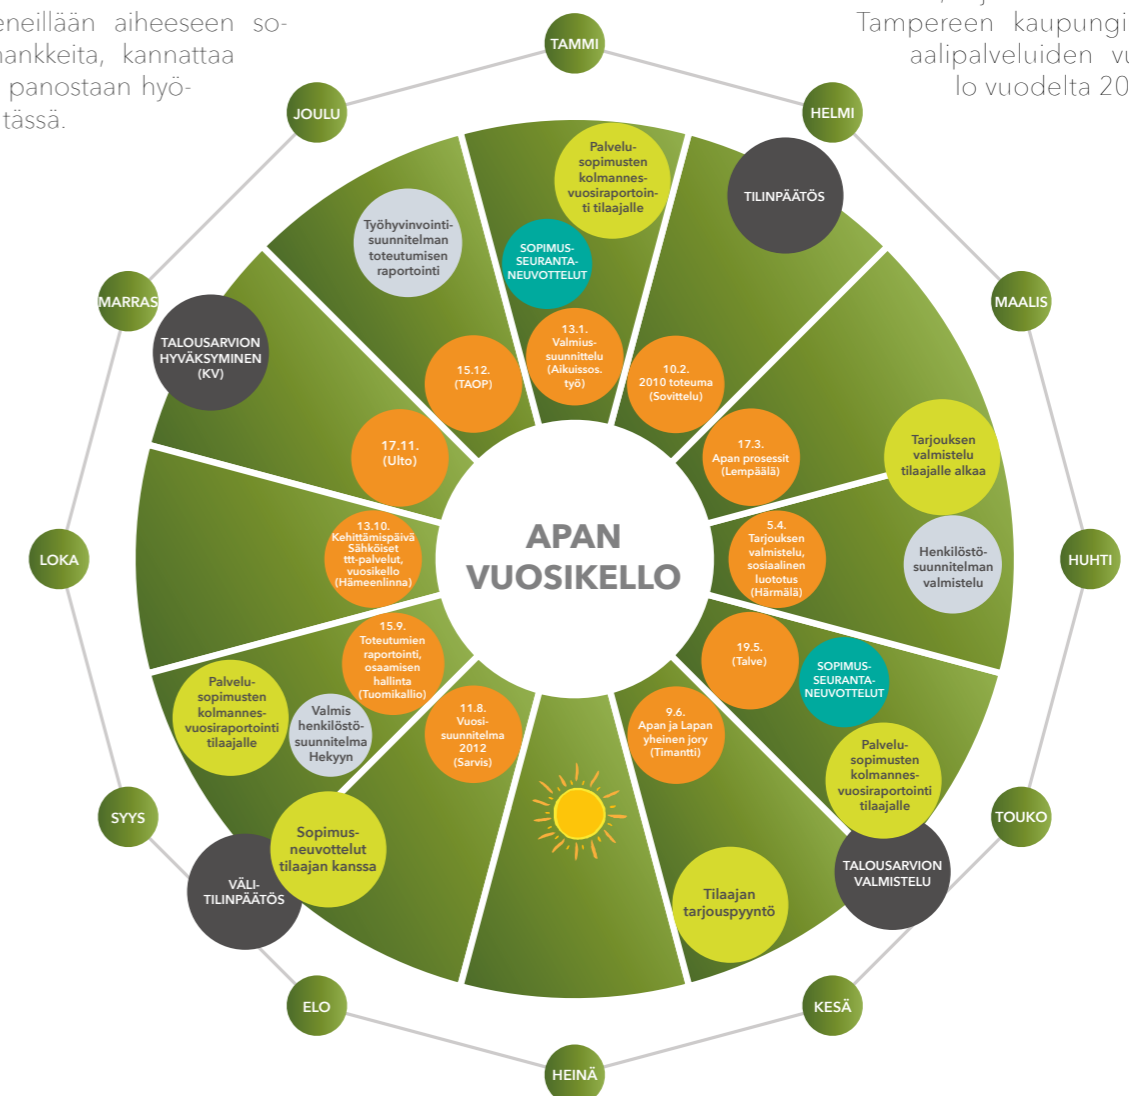 eneillään aiheeseen so-
hankkeita, kannattaa
panostaan hyö-
tässä.
Tampereen kaupungi
aalipalveluiden vu
lo vuodelta 20
TAMMI
HELMI
MAALIS
HUHTI
TOUKO
KESÄ
HEINÄ
ELO
SYYS
LOKA
MARRAS
JOULU
APAN
VUOSIKELLO
Palvelu-
sopimusten
kolmannes-
vuosiraportoin-
ti tilaajalle
SOPIMUS-
SEURANTA-
NEUVOTTELUT
13.1.
Valmius-
suunnittelu
(Aikuissos.
työ)
TILINPÄÄTÖS
10.2.
2010 toteuma
(Sovittelu)
17.3.
Apan prosessit
(Lempäälä)
Tarjouksen
valmistelu
tilaajalle alkaa
5.4.
Tarjouksen
valmistelu,
sosiaalinen
luototus
(Härmälä)
Henkilöstö-
suunnitelman
valmistelu
19.5.
(Talve)
SOPIMUS-
SEURANTA-
NEUVOTTELUT
Palvelu-
sopimusten
kolmannes-
vuosiraportointi
tilaajalle
TALOUSARVION
VALMISTELU
9.6.
Apan ja Lapan
yheinen jory
(Timantti)
Tilaajan
tarjouspyyntö
11.8.
Vuosi-
suunnitelma
2012
(Sarvis)
Sopimus-
neuvottelut
tilaajan kanssa
VÄLI-
TILINPÄÄTÖS
15.9.
Toteutumien
raportointi,
osaamisen
hallinta
(Tuomikallio)
Valmis
henkilöstö-
suunnitelma
Hekyyn
Palvelu-
sopimusten
kolmannes-
vuosiraportointi
tilaajalle
13.10.
Kehittämispäivä
Sähköiset
ttt-palvelut,
vuosikello
(Hämeenlinna)
17.11.
(Ulto)
TALOUSARVION
HYVÄKSYMINEN
(KV)
15.12.
(TAOP)
Työhyvinvointi-
suunnitelman
toteutumisen
raportointi